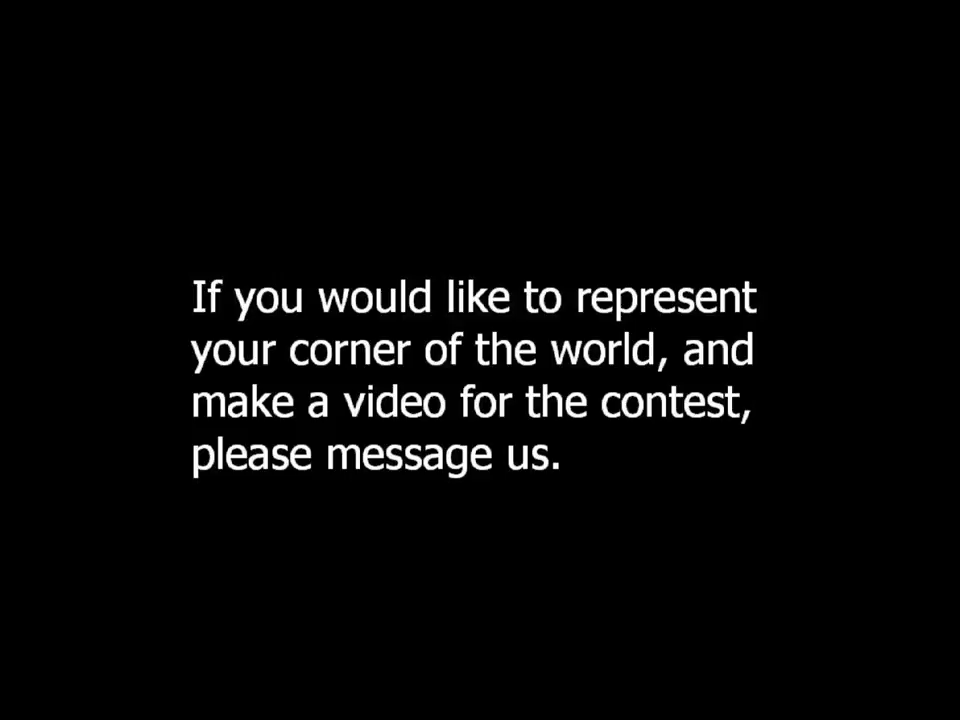 If you would like to represent
your corner of the world, and
make a video for the contest,
please message us.